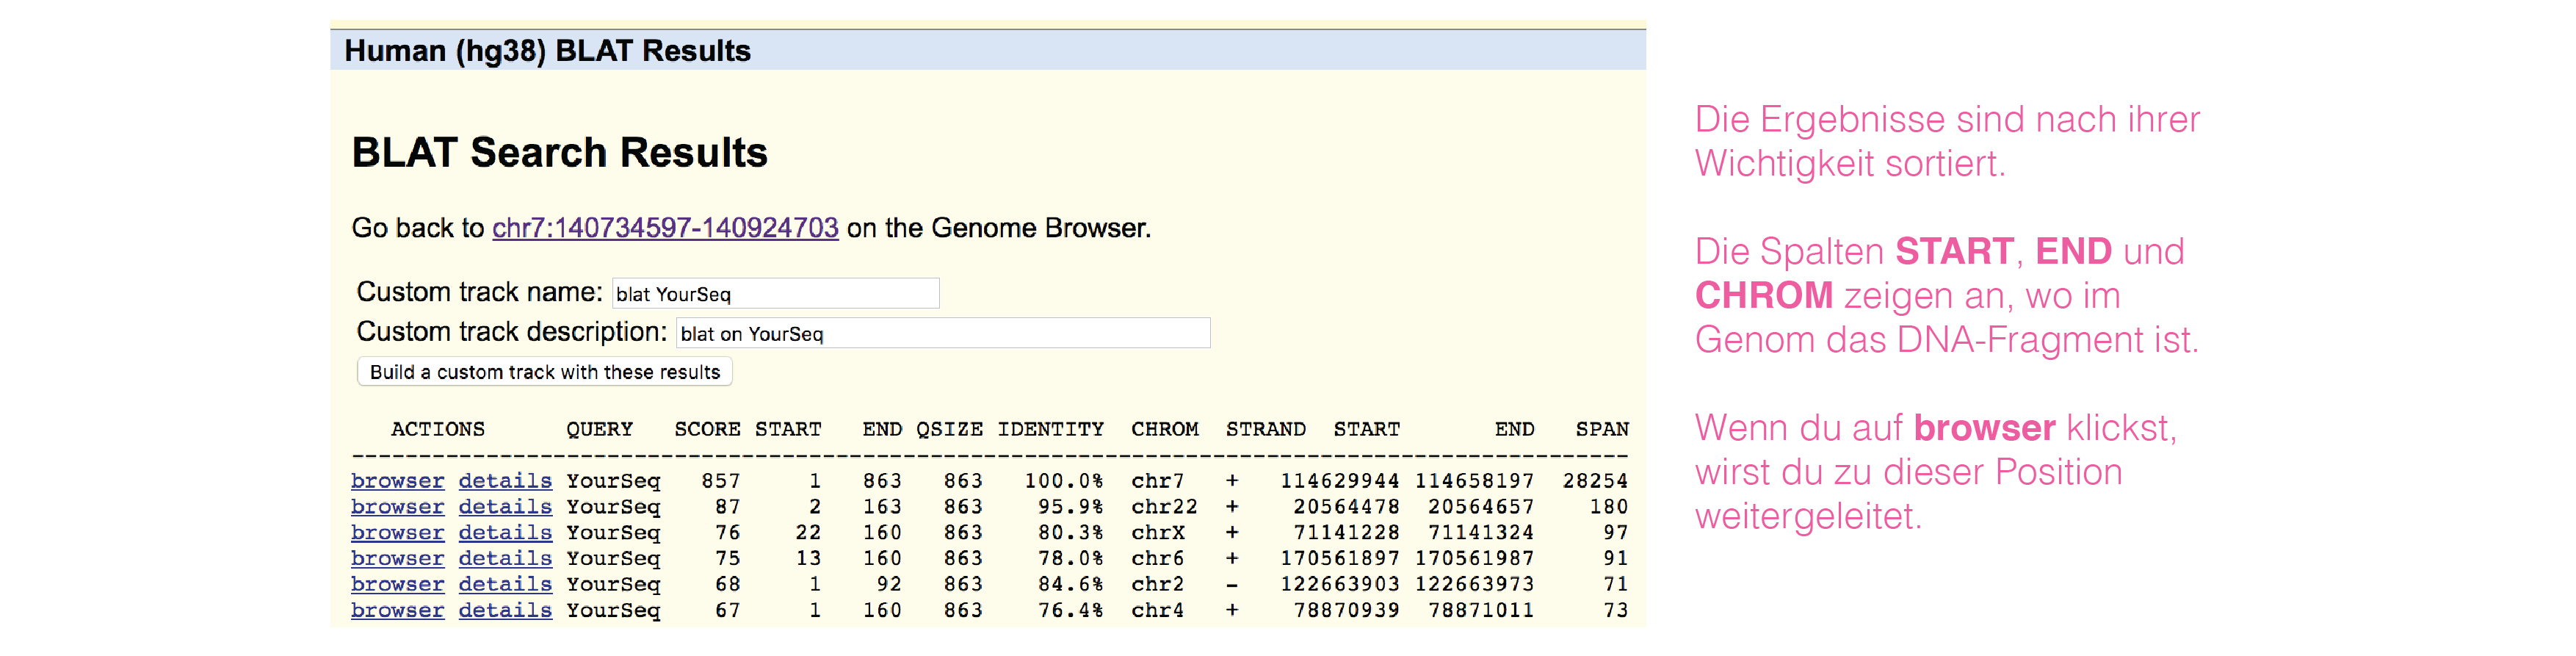 Human (hg38) BLAT Results
BLAT Search Results
Go back to chr7:140734597-140924703 on the Genome Browser.
Custom track name: blat YourSeq
Custom track description: blat on YourSeq
Build a custom track with these results
ACTIONS QUERY SCORE START END QSIZE IDENTITY CHROM STRAND START END SPAN
browser details YourSeq 857 1 863 863 100.0% chr7 + 114629944 114658197 28254
browser details YourSeq 87 2 163 863 95.9% chr22 + 20564478 20564657 180
browser details YourSeq 76 22 160 863 80.3% chrX + 71141228 71141324 97
browser details YourSeq 75 13 160 863 78.0% chr6 + 170561897 170561987 91
browser details YourSeq 68 1 92 863 84.6% chr2 - 122663903 122663973 71
browser details YourSeq 67 1 160 863 76.4% chr4 + 78870939 78871011 73
Die Ergebnisse sind nach ihrer
Wichtigkeit sortiert.
Die Spalten START, END und
CHROM zeigen an, wo im
Genom das DNA-Fragment ist.
Wenn du auf browser klickst,
wirst du zu dieser Position
weitergeleitet.